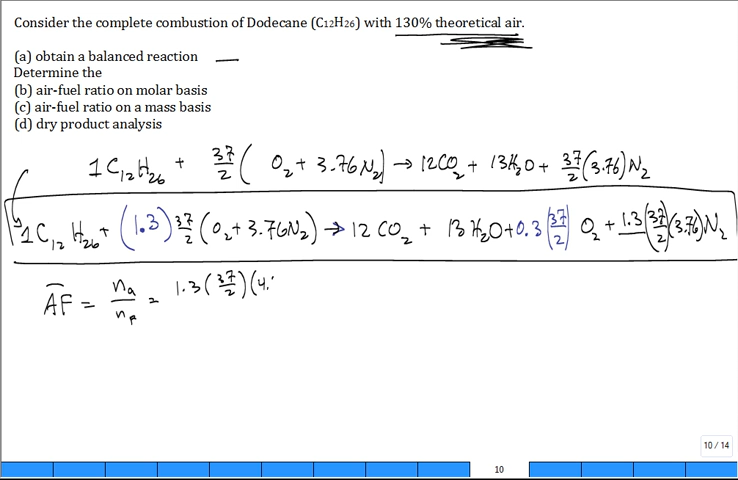 Consider the complete combustion of Dodecane (C12H26) with 130% theoretical air.
(a) obtain a balanced reaction
Determine the
(b) air-fuel ratio on molar basis
(c) air-fuel ratio on a mass basis
(d) dry product analysis
1 C₁₂H₂₆ + 37/2 ( O₂ + 3.76N₂) → 12CO₂ + 13H₂O + 37/2 (3.76) N₂
1 C₁₂ H₂₆ + (1.3) 37/2 (O₂ + 3.76N₂) → 12 CO₂ + 13 H₂O + 0.3 (37/2) O₂ + 1.3 (37/2)(3.76) N₂
A̅F̅ = nₐ/n_F = 1.3 (37/2) (4.
10 / 14
10